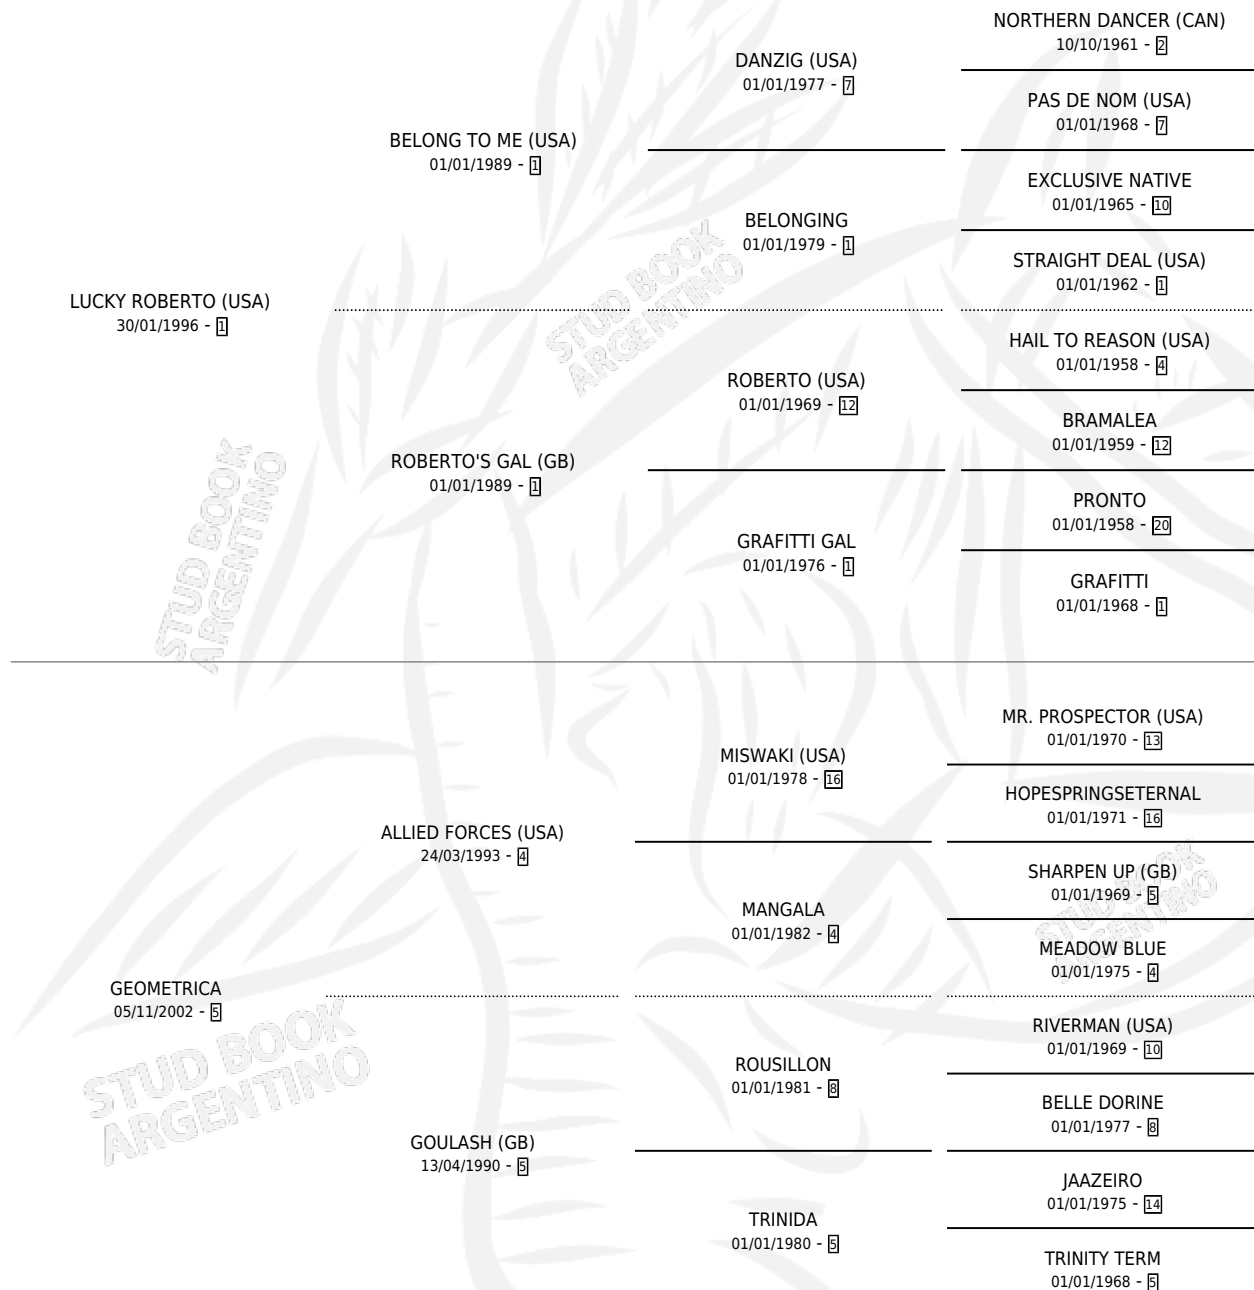 NORTHERN DANCER (CAN)
10/10/1961 - 2
DANZIG (USA)
01/01/1977 - 7
PAS DE NOM (USA)
01/01/1968 - 7
BELONG TO ME (USA)
01/01/1989 - 1
EXCLUSIVE NATIVE
01/01/1965 - 10
BELONGING
01/01/1979 - 1
STRAIGHT DEAL (USA)
01/01/1962 - 1
LUCKY ROBERTO (USA)
30/01/1996 - 1
HAIL TO REASON (USA)
01/01/1958 - 4
ROBERTO (USA)
01/01/1969 - 12
BRAMALEA
01/01/1959 - 12
ROBERTO'S GAL (GB)
01/01/1989 - 1
PRONTO
01/01/1958 - 20
GRAFITTI GAL
01/01/1976 - 1
GRAFITTI
01/01/1968 - 1
STUD BOOK
ARGENTINO
STUD BOOK
ARGENTINO
MR. PROSPECTOR (USA)
01/01/1970 - 13
MISWAKI (USA)
01/01/1978 - 16
HOPESPRINGSETERNAL
01/01/1971 - 16
ALLIED FORCES (USA)
24/03/1993 - 4
SHARPEN UP (GB)
01/01/1969 - 5
MANGALA
01/01/1982 - 4
MEADOW BLUE
01/01/1975 - 4
STUD BOOK
ARGENTINO
GEOMETRICA
05/11/2002 - 5
RIVERMAN (USA)
01/01/1969 - 10
ROUSILLON
01/01/1981 - 8
BELLE DORINE
01/01/1977 - 8
STUD BOOK
ARGENTINO
GOULASH (GB)
13/04/1990 - 5
JAAZEIRO
01/01/1975 - 14
TRINIDA
01/01/1980 - 5
TRINITY TERM
01/01/1968 - 5